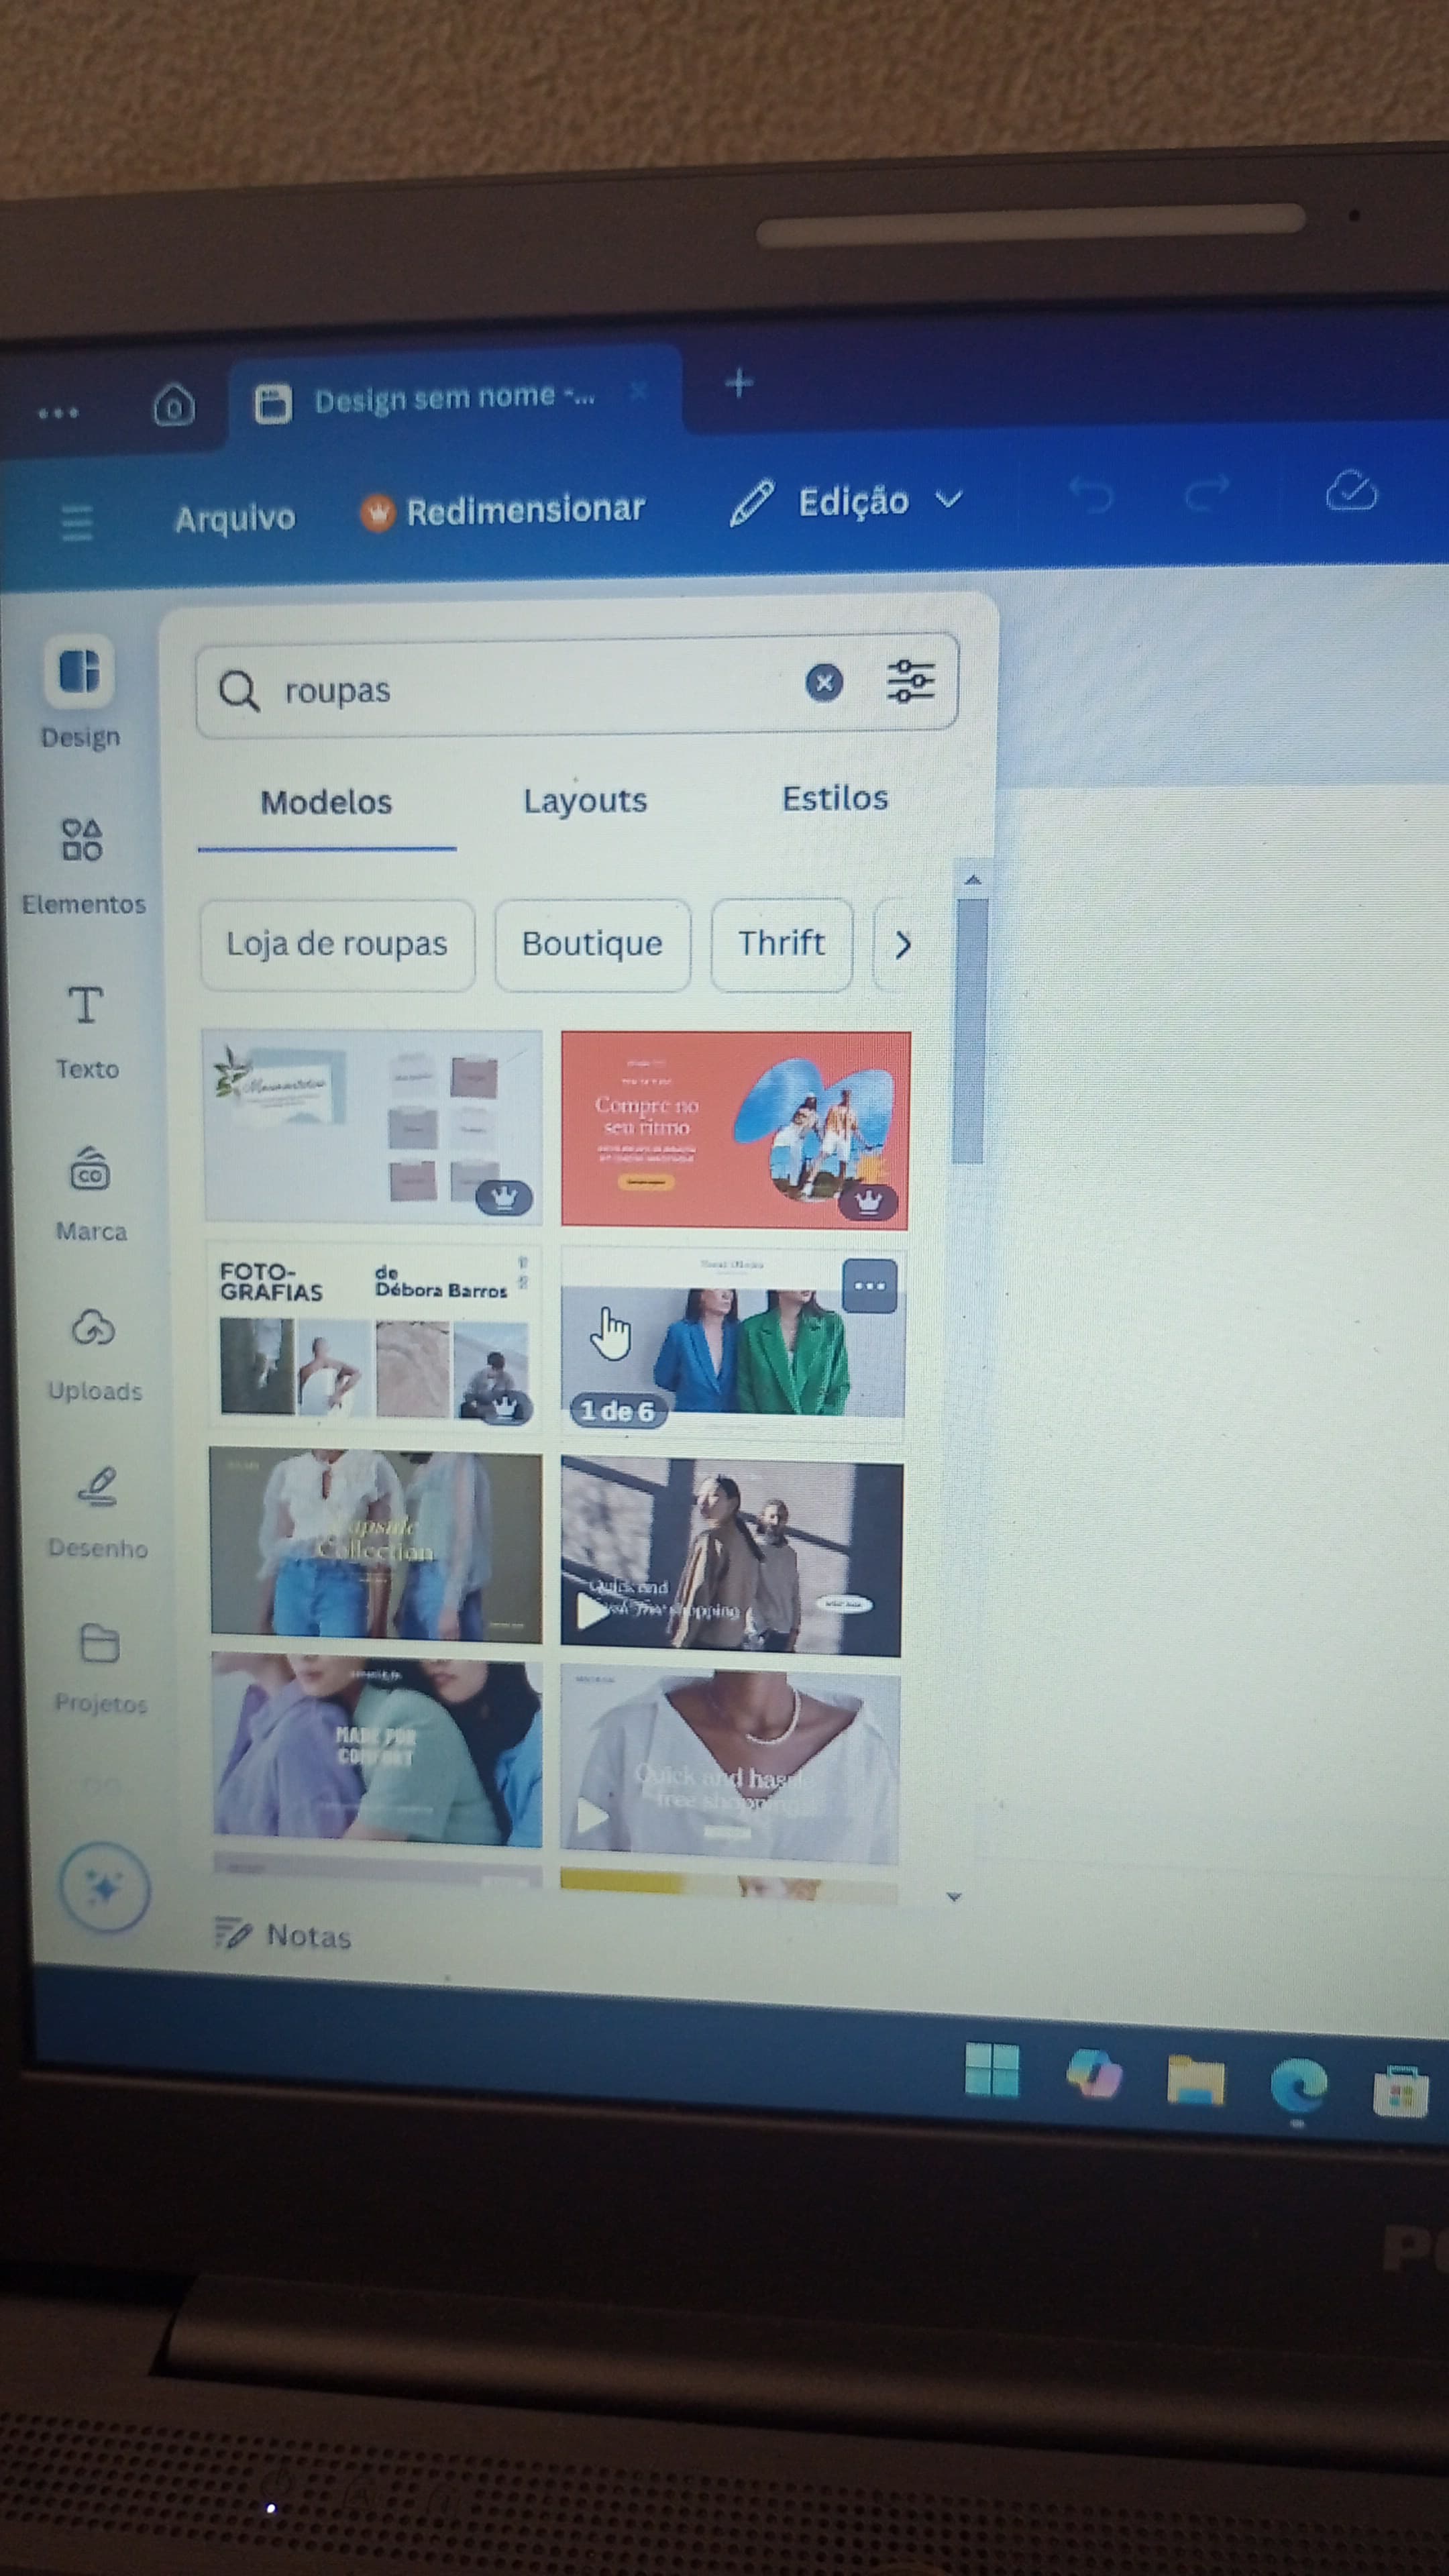 Design sem nome -...
Arquivo
Redimensionar
Edição
roupas
Design
Modelos
Layouts
Estilos
Elementos
Loja de roupas
Boutique
Thrift
Texto
Compre no
seu ritmo
CO
Marca
FOTO-
GRAFIAS
de
Débora Barros
1 de 6
Uploads
Capsule
Collection
Desenho
Quick and
shopping
Projetos
MADE FOR
COMFORT
Quick and hassle
free shopping
Notas